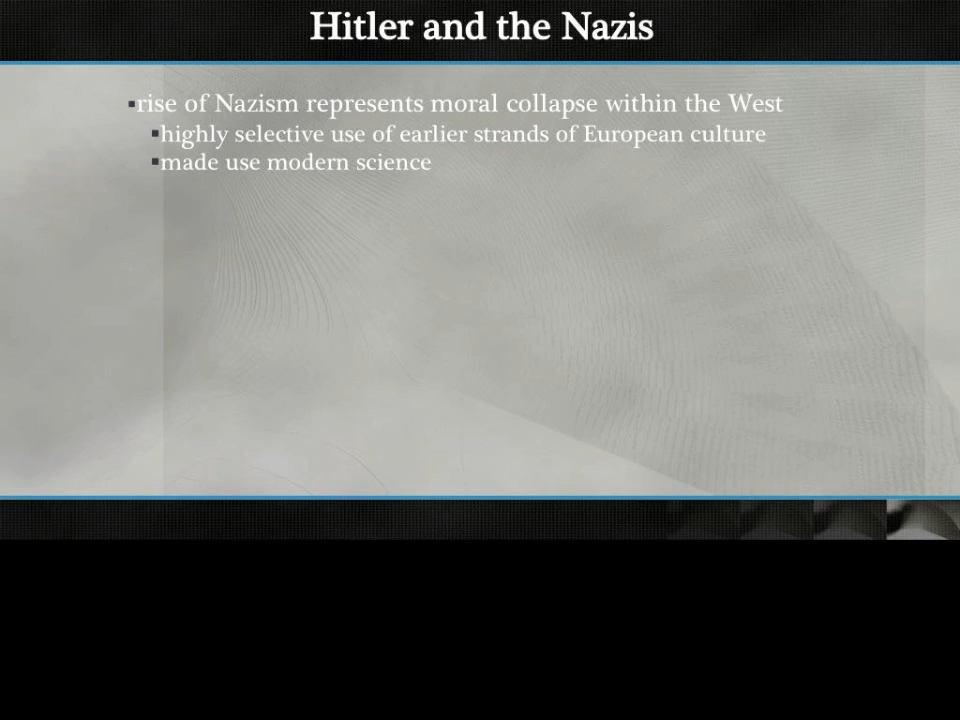 Hitler and the Nazis
▪rise of Nazism represents moral collapse within the West
▪highly selective use of earlier strands of European culture
▪made use modern science